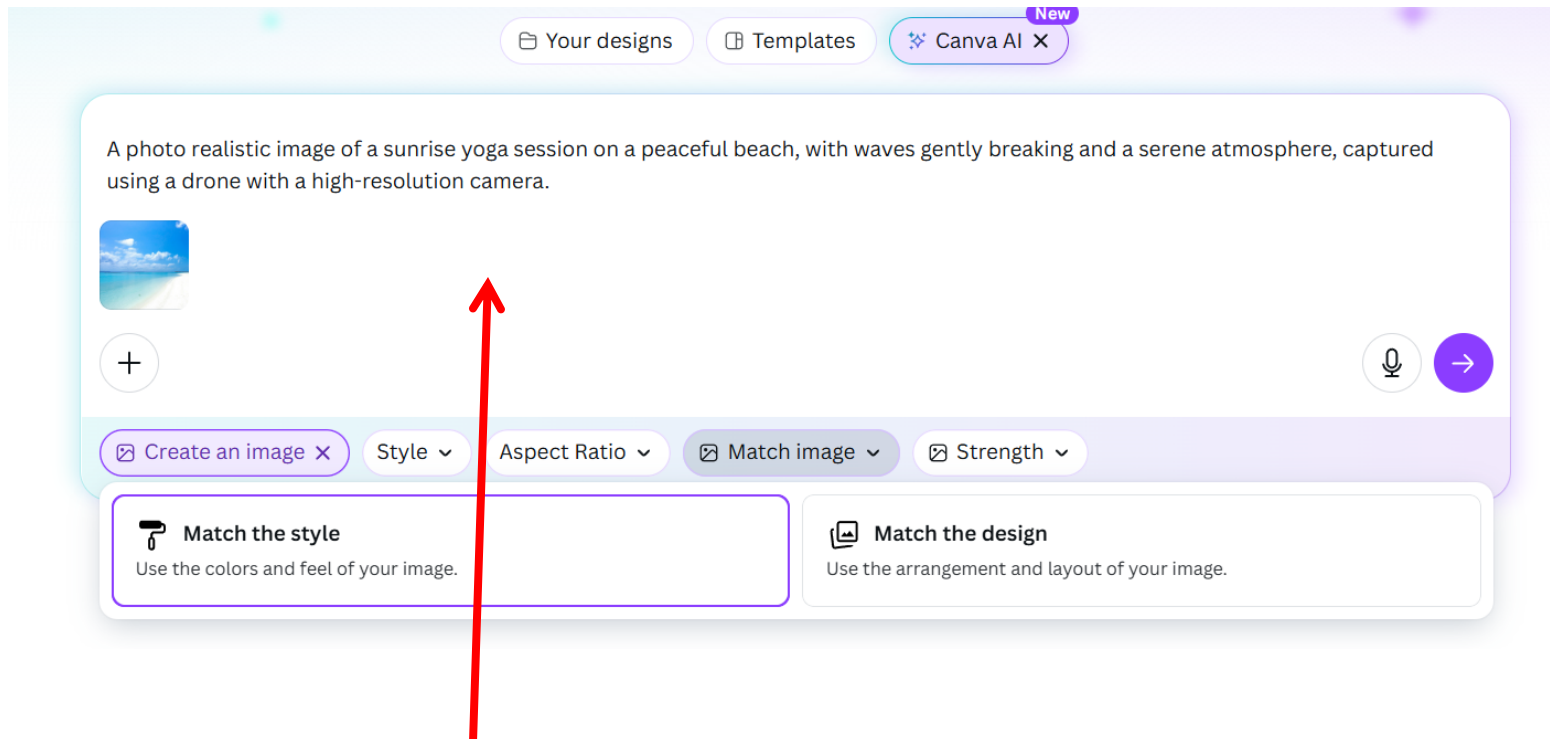 New
Your designs Templates Canva AI
A photo realistic image of a sunrise yoga session on a peaceful beach, with waves gently breaking and a serene atmosphere, captured
using a drone with a high-resolution camera.
Create an image Style Aspect Ratio Match image Strength
Match the style Match the design
Use the colors and feel of your image. Use the arrangement and layout of your image.